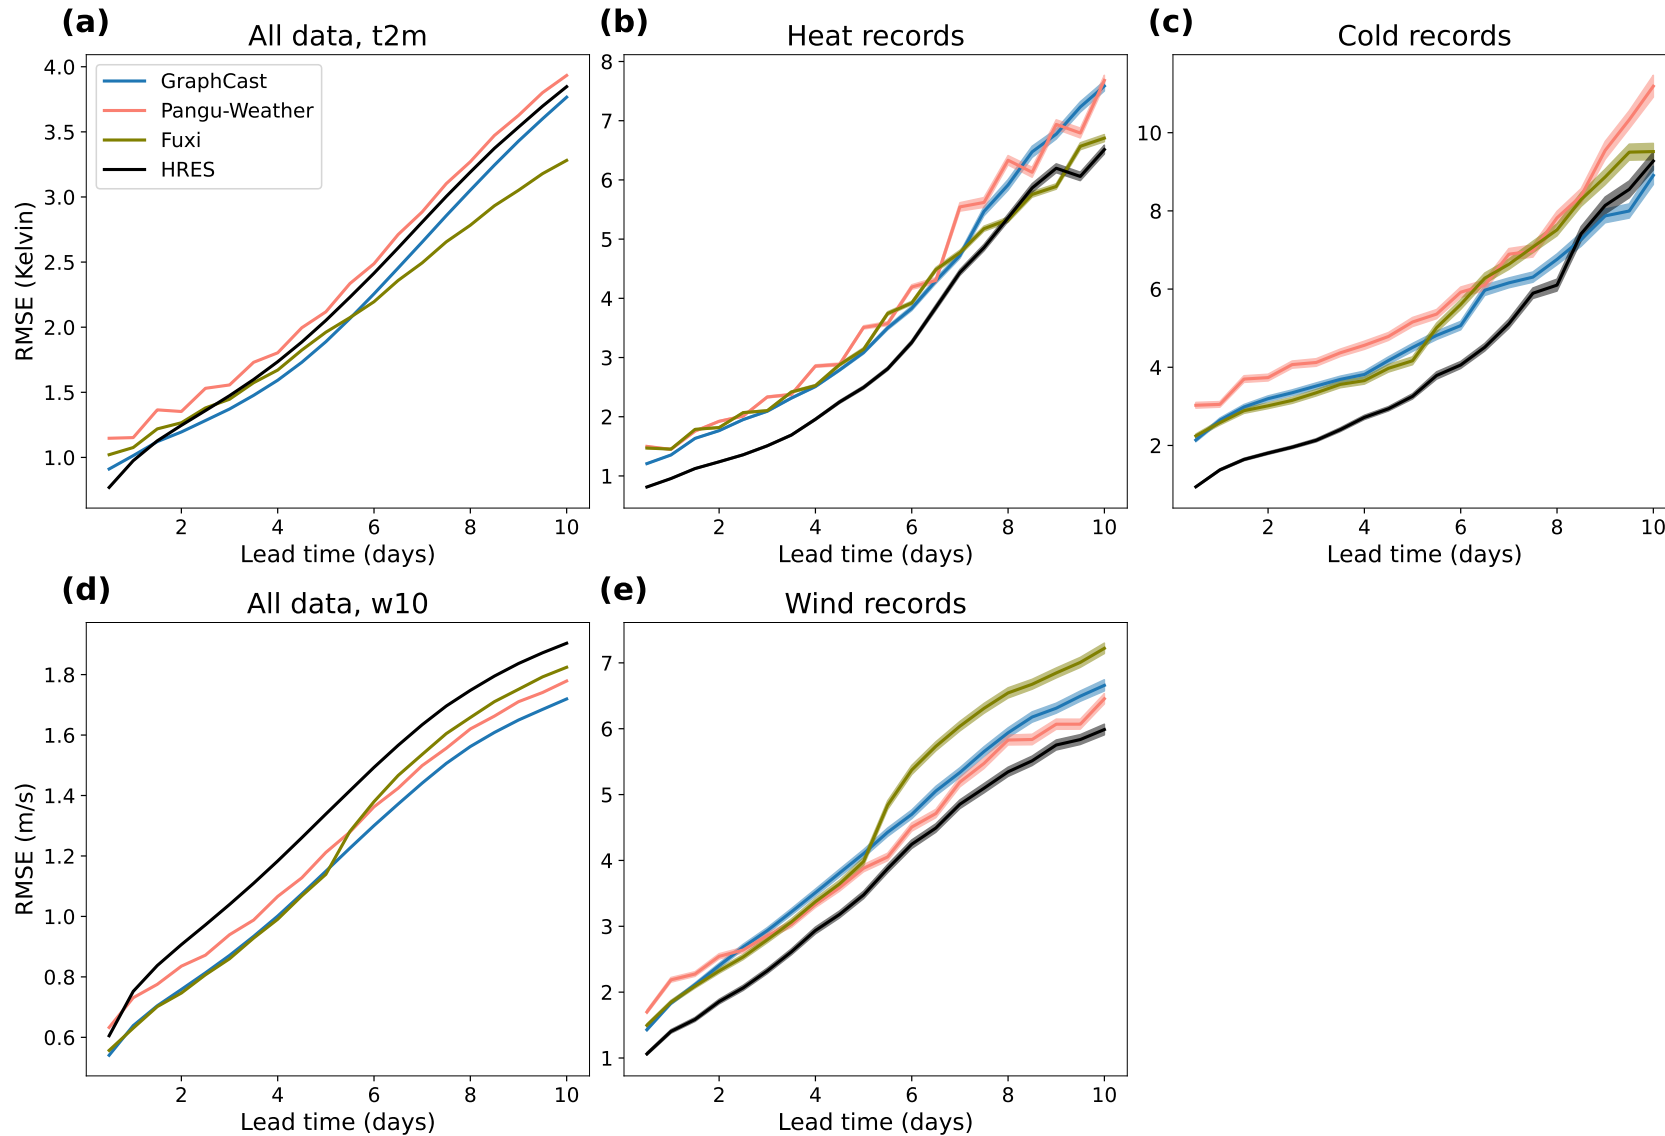 (a)
All data, t2m
RMSE (Kelvin)
4.0
3.5
3.0
2.5
2.0
1.5
1.0
GraphCast
Pangu-Weather
Fuxi
HRES
2 4 6 8 10
Lead time (days)
(b)
Heat records
8
7
6
5
4
3
2
1
2 4 6 8 10
Lead time (days)
(c)
Cold records
10
8
6
4
2
2 4 6 8 10
Lead time (days)
(d)
All data, w10
RMSE (m/s)
1.8
1.6
1.4
1.2
1.0
0.8
0.6
2 4 6 8 10
Lead time (days)
(e)
Wind records
7
6
5
4
3
2
1
2 4 6 8 10
Lead time (days)